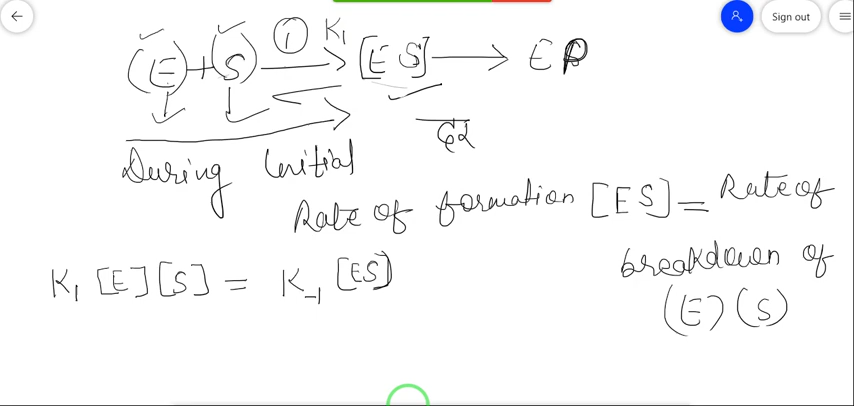 Sign out
(E) + (S) ① K₁ → [ES] → E P
During Initial
Rate of formation [ES] = Rate of
breakdown of
(E) (S)
K₁ [E] [S] = K₋₁ [ES]